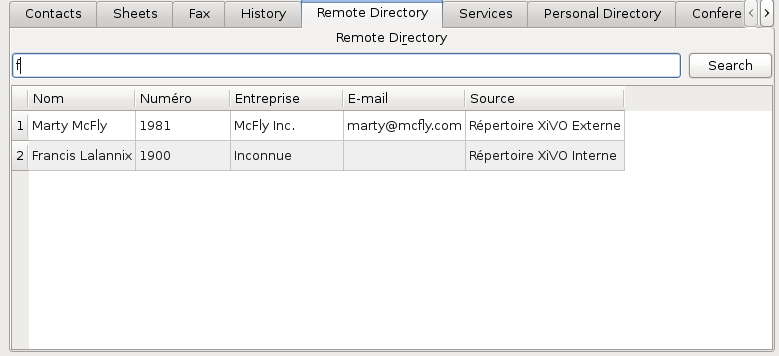 Contacts Sheets Fax History Remote Directory Services Personal Directory Confere
Remote Directory
f Search
Nom Numéro Entreprise E-mail Source
1 Marty McFly 1981 McFly Inc. marty@mcfly.com Répertoire XiVO Externe
2 Francis Lalannix 1900 Inconnue Répertoire XiVO Interne